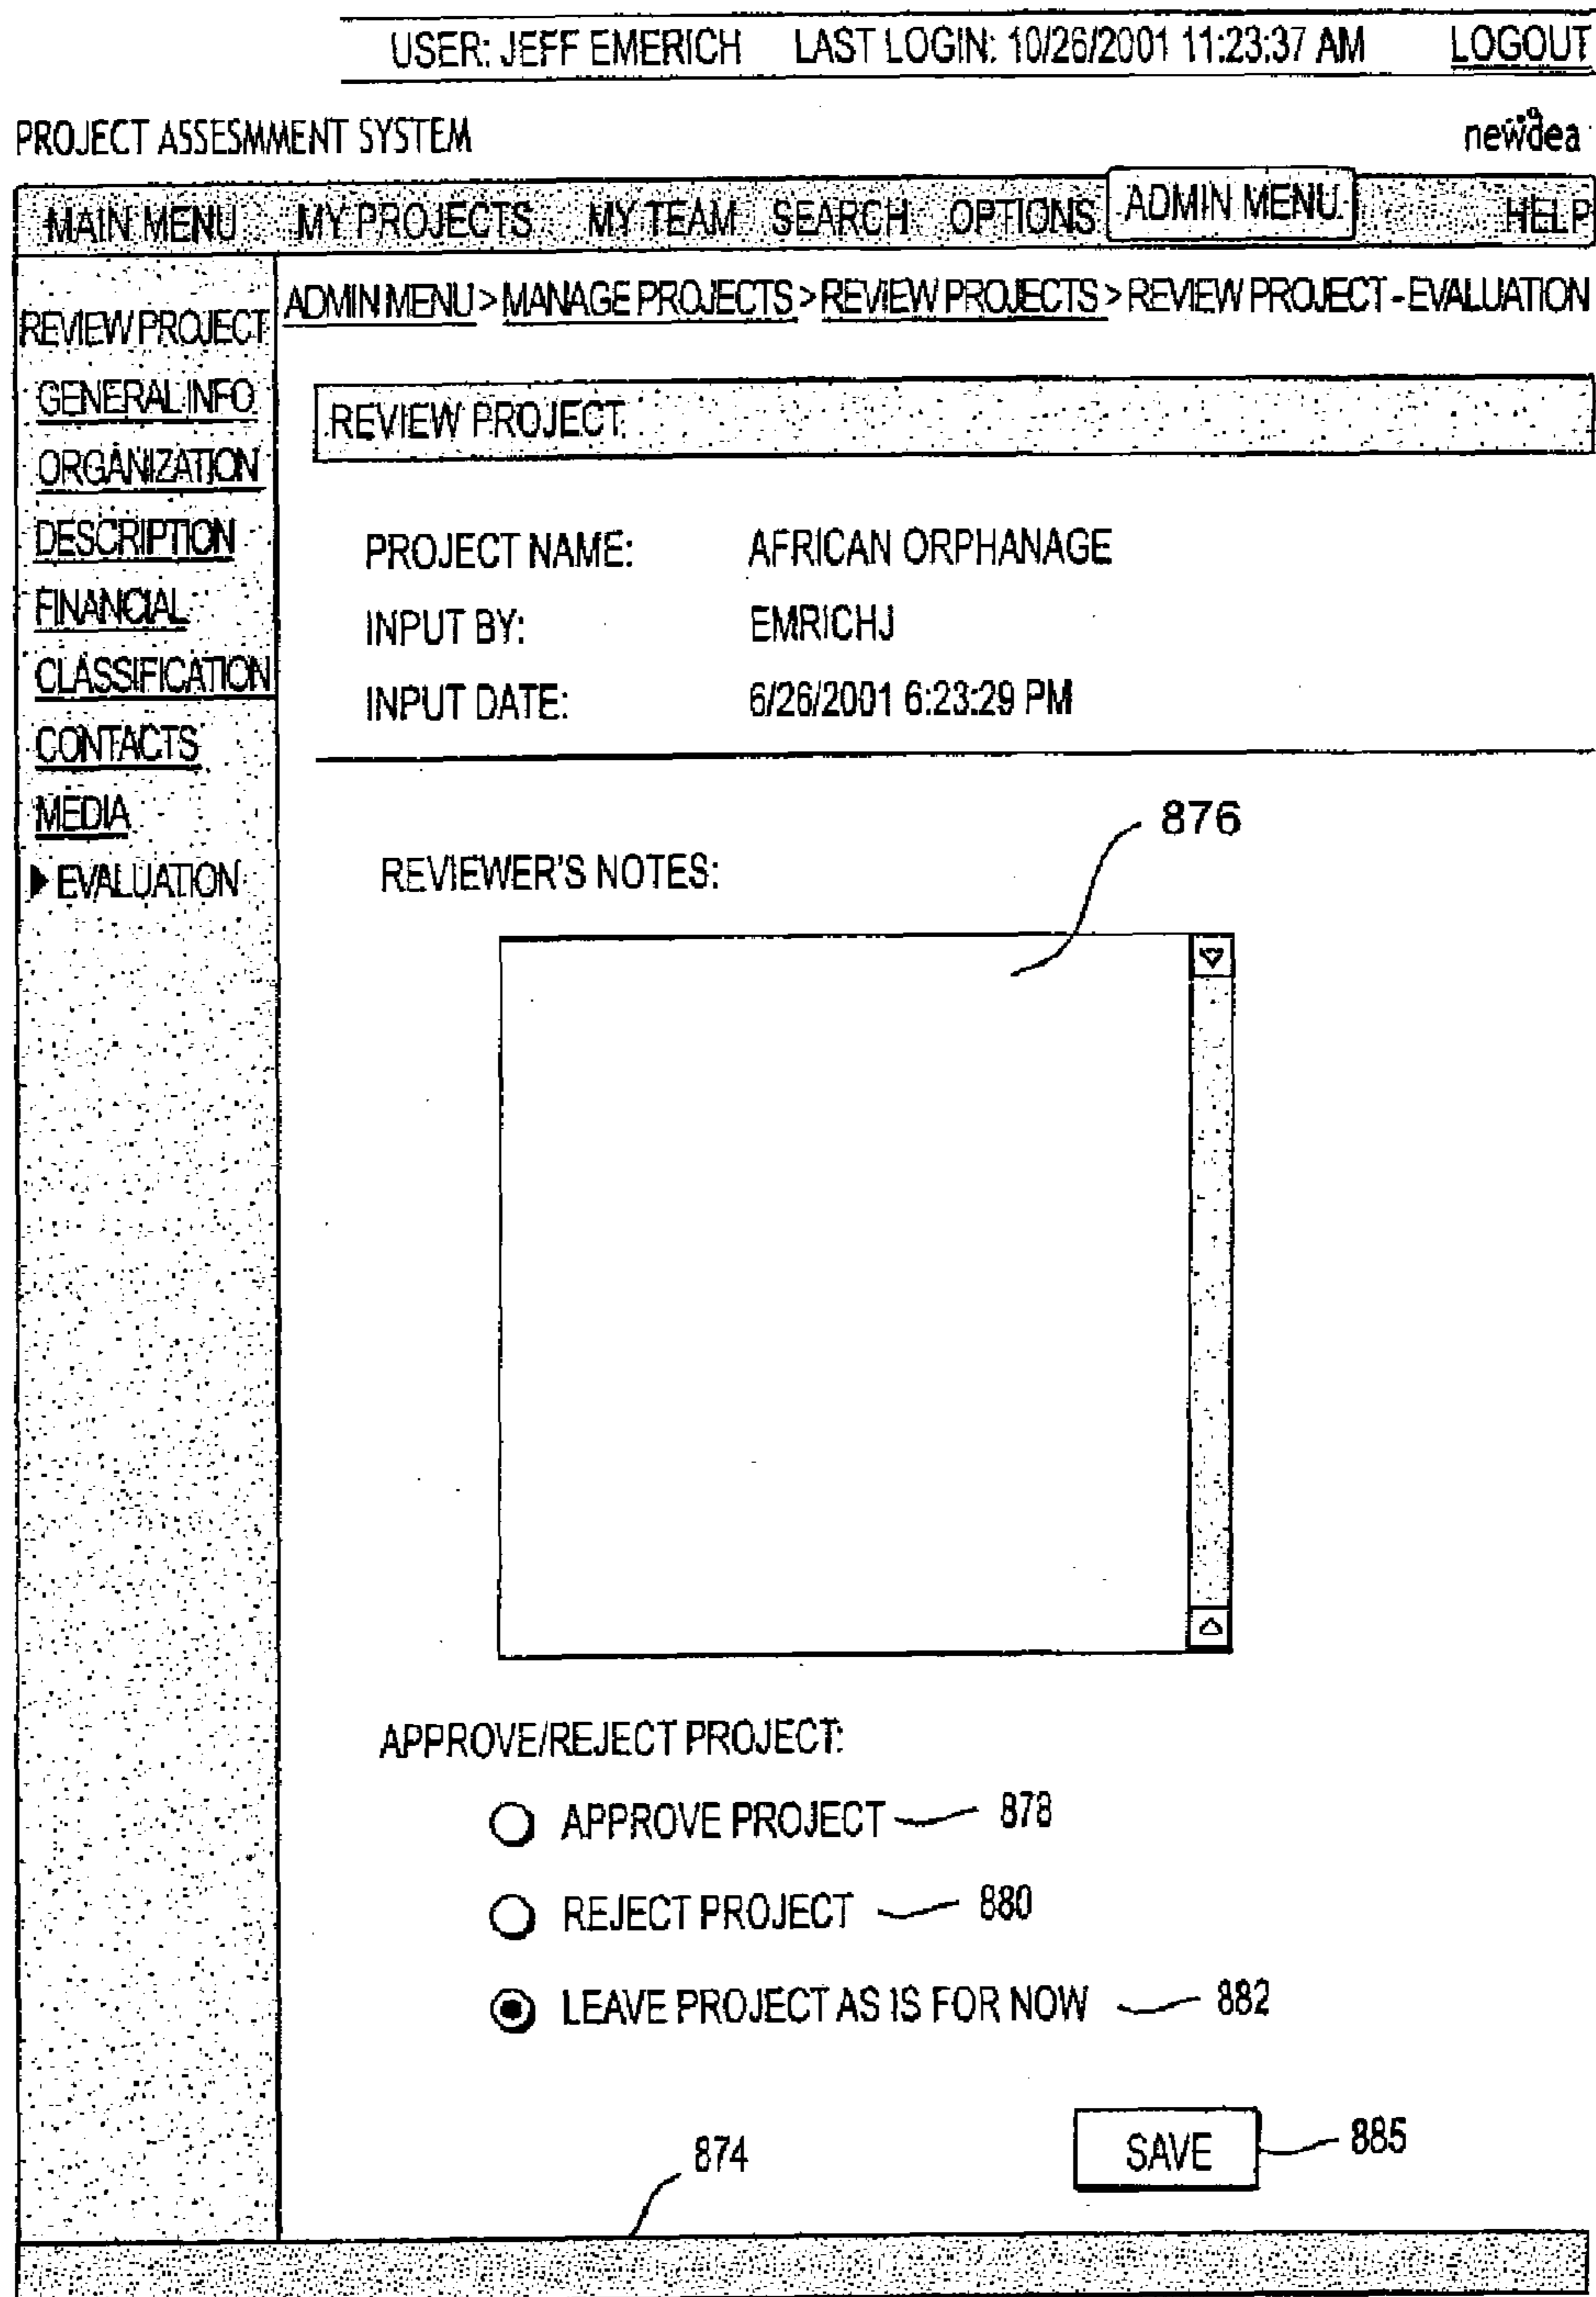 USER: JEFF EMERICH LAST LOGIN: 10/26/2001 11:23:37 AM LOGOUT
PROJECT ASSESMMENT SYSTEM newdea
MAIN MENU MY PROJECTS MY TEAM SEARCH OPTIONS ADMIN MENU HELP
ADMIN MENU > MANAGE PROJECTS > REVIEW PROJECTS > REVIEW PROJECT - EVALUATION
REVIEW PROJECT
GENERAL INFO
ORGANIZATION
DESCRIPTION
FINANCIAL
CLASSIFICATION
CONTACTS
MEDIA
EVALUATION
REVIEW PROJECT
PROJECT NAME: AFRICAN ORPHANAGE
INPUT BY: EMRICHJ
INPUT DATE: 6/26/2001 6:23:29 PM
876
REVIEWER'S NOTES:
APPROVE/REJECT PROJECT:
APPROVE PROJECT 878
REJECT PROJECT 880
LEAVE PROJECT AS IS FOR NOW 882
SAVE 885
874